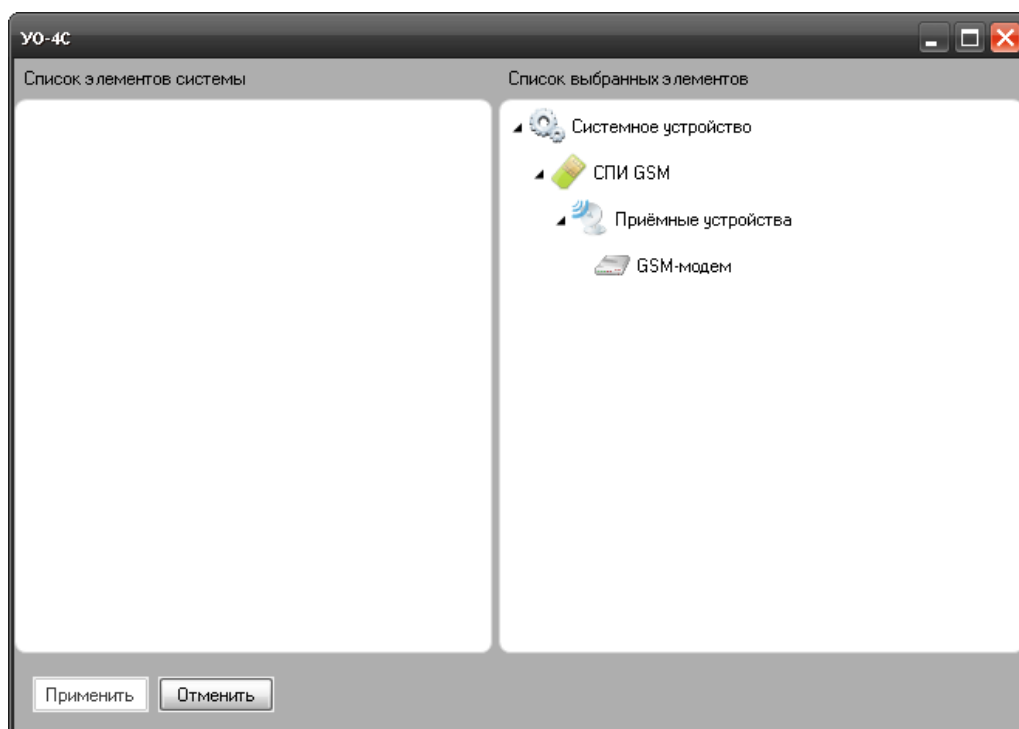 УО-4С
Список элементов системы
Список выбранных элементов
Системное устройство
СПИ GSM
Приёмные устройства
GSM-модем
Применить
Отменить